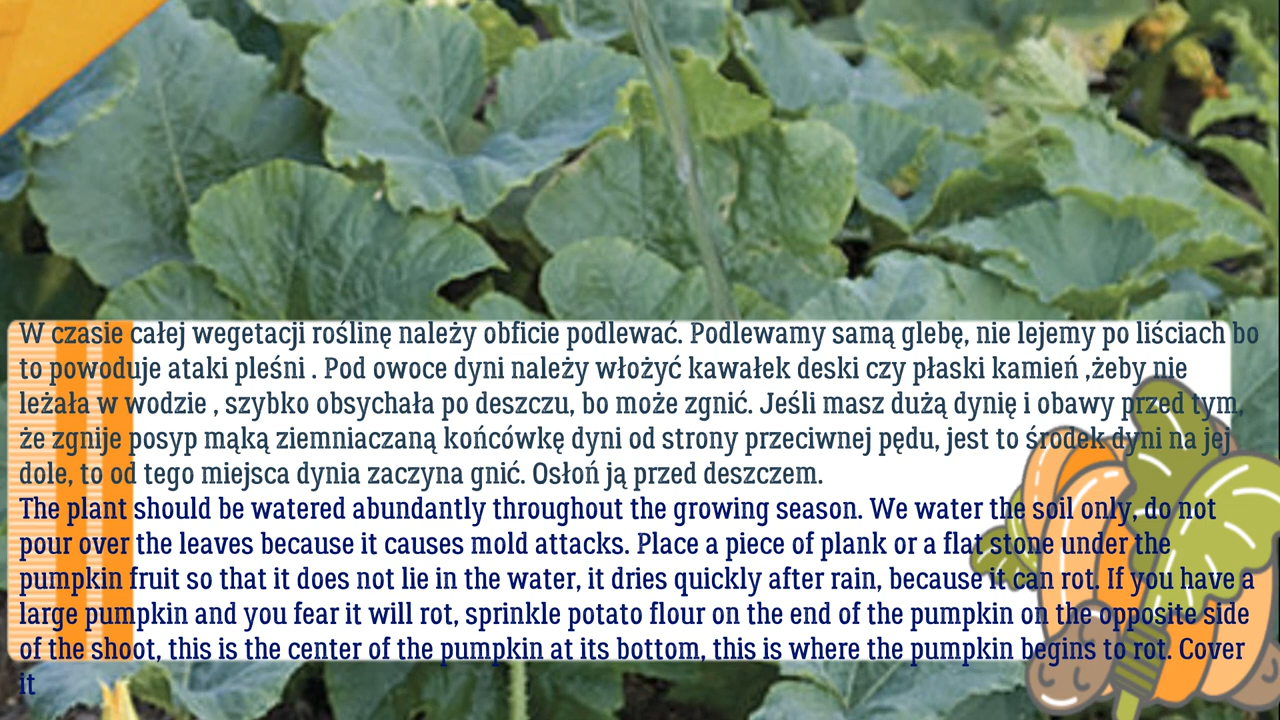 W czasie całej wegetacji roślinę należy obficie podlewać. Podlewamy samą glebę, nie lejemy po liściach bo
to powoduje ataki pleśni . Pod owoce dyni należy włożyć kawałek deski czy płaski kamień ,żeby nie
leżała w wodzie , szybko obsychała po deszczu, bo może zgnić. Jeśli masz dużą dynię i obawy przed tym,
że zgnije posyp mąką ziemniaczaną końcówkę dyni od strony przeciwnej pędu, jest to środek dyni na jej
dole, to od tego miejsca dynia zaczyna gnić. Osłoń ją przed deszczem.
The plant should be watered abundantly throughout the growing season. We water the soil only, do not
pour over the leaves because it causes mold attacks. Place a piece of plank or a flat stone under the
pumpkin fruit so that it does not lie in the water, it dries quickly after rain, because it can rot. If you have a
large pumpkin and you fear it will rot, sprinkle potato flour on the end of the pumpkin on the opposite side
of the shoot, this is the center of the pumpkin at its bottom, this is where the pumpkin begins to rot. Cover
it